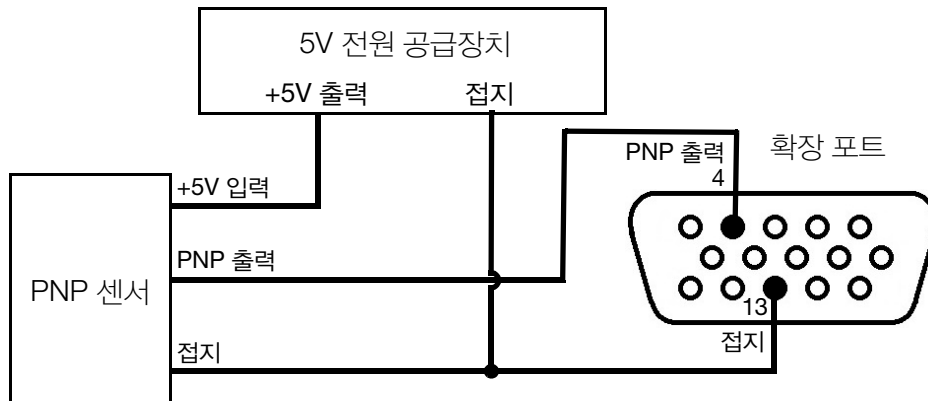 5V 전원 공급장치
+5V 출력 접지
PNP 출력
4
확장 포트
+5V 입력
PNP 출력
PNP 센서
13
접지
접지